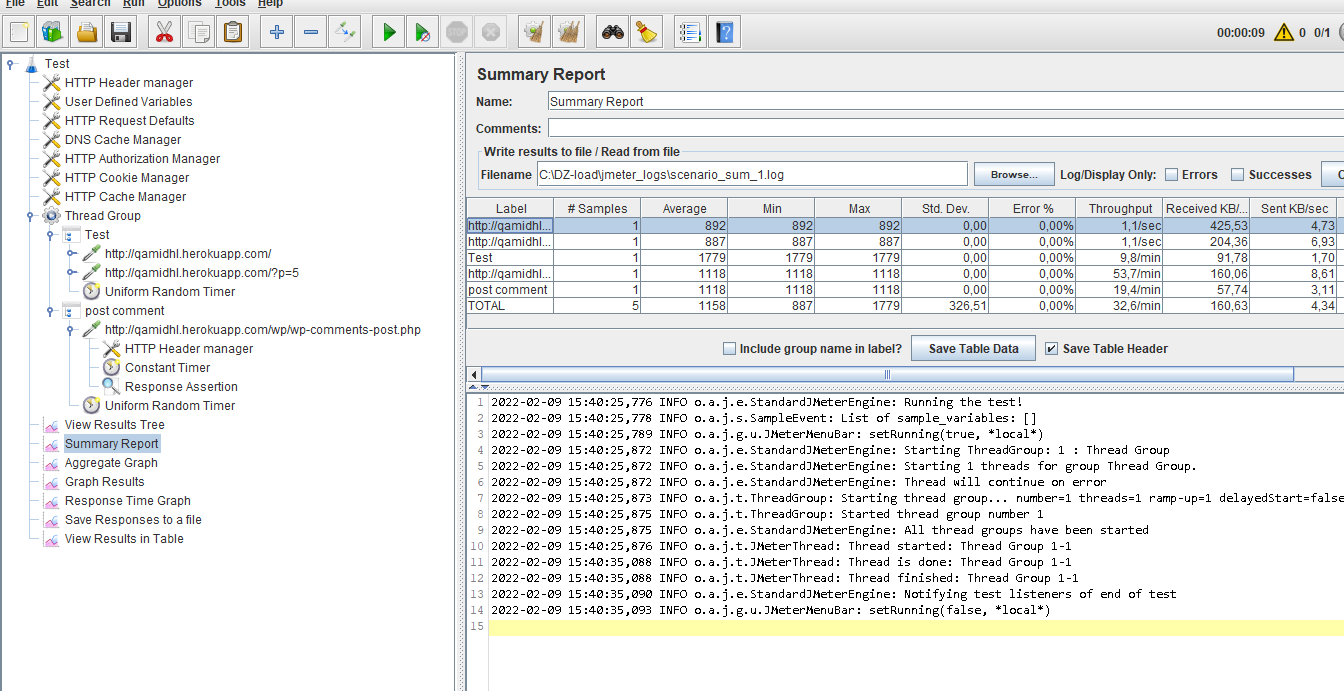 File Edit Search Run Options Tools Help
00:00:09 0 0/1
Test
HTTP Header manager
User Defined Variables
HTTP Request Defaults
DNS Cache Manager
HTTP Authorization Manager
HTTP Cookie Manager
HTTP Cache Manager
Thread Group
Test
http://qamidhl.herokuapp.com/
http://qamidhl.herokuapp.com/?p=5
Uniform Random Timer
post comment
http://qamidhl.herokuapp.com/wp/wp-comments-post.php
HTTP Header manager
Constant Timer
Response Assertion
Uniform Random Timer
View Results Tree
Summary Report
Aggregate Graph
Graph Results
Response Time Graph
Save Responses to a file
View Results in Table
Summary Report
Name: Summary Report
Comments:
Write results to file / Read from file
Filename C:\DZ-load\jmeter_logs\scenario_sum_1.log Browse... Log/Display Only: Errors Successes
Label # Samples Average Min Max Std. Dev. Error % Throughput Received KB/... Sent KB/sec
http://qamidhl... 1 892 892 892 0,00 0,00% 1,1/sec 425,53 4,73
http://qamidhl... 1 887 887 887 0,00 0,00% 1,1/sec 204,36 6,93
Test 1 1779 1779 1779 0,00 0,00% 9,8/min 91,78 1,70
http://qamidhl... 1 1118 1118 1118 0,00 0,00% 53,7/min 160,06 8,61
post comment 1 1118 1118 1118 0,00 0,00% 19,4/min 57,74 3,11
TOTAL 5 1158 887 1779 326,51 0,00% 32,6/min 160,63 4,34
Include group name in label? Save Table Data Save Table Header
1 2022-02-09 15:40:25,776 INFO o.a.j.e.StandardJMeterEngine: Running the test!
2 2022-02-09 15:40:25,778 INFO o.a.j.s.SampleEvent: List of sample_variables: []
3 2022-02-09 15:40:25,789 INFO o.a.j.g.u.JMeterMenuBar: setRunning(true, *local*)
4 2022-02-09 15:40:25,872 INFO o.a.j.e.StandardJMeterEngine: Starting ThreadGroup: 1 : Thread Group
5 2022-02-09 15:40:25,872 INFO o.a.j.e.StandardJMeterEngine: Starting 1 threads for group Thread Group.
6 2022-02-09 15:40:25,872 INFO o.a.j.e.StandardJMeterEngine: Thread will continue on error
7 2022-02-09 15:40:25,873 INFO o.a.j.t.ThreadGroup: Starting thread group... number=1 threads=1 ramp-up=1 delayedStart=false
8 2022-02-09 15:40:25,875 INFO o.a.j.t.ThreadGroup: Started thread group number 1
9 2022-02-09 15:40:25,875 INFO o.a.j.e.StandardJMeterEngine: All thread groups have been started
10 2022-02-09 15:40:25,876 INFO o.a.j.t.JMeterThread: Thread started: Thread Group 1-1
11 2022-02-09 15:40:35,088 INFO o.a.j.t.JMeterThread: Thread is done: Thread Group 1-1
12 2022-02-09 15:40:35,088 INFO o.a.j.t.JMeterThread: Thread finished: Thread Group 1-1
13 2022-02-09 15:40:35,090 INFO o.a.j.e.StandardJMeterEngine: Notifying test listeners of end of test
14 2022-02-09 15:40:35,093 INFO o.a.j.g.u.JMeterMenuBar: setRunning(false, *local*)
15